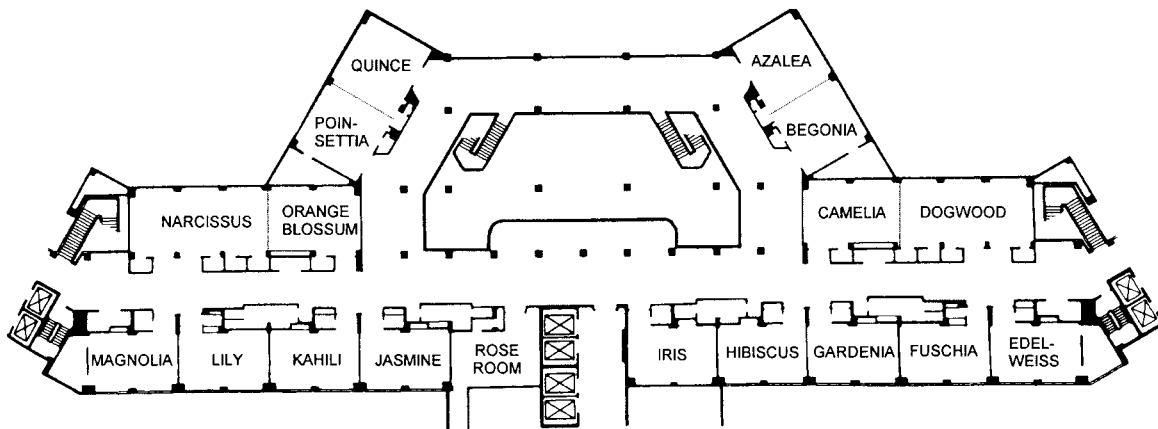 QUINCE
AZALEA
POIN-
SETTIA
BEGONIA
NARCISSUS
ORANGE
BLOSSUM
CAMELIA
DOGWOOD
MAGNOLIA
LILY
KAHILI
JASMINE
ROSE
ROOM
IRIS
HIBISCUS
GARDENIA
FUSCHIA
EDEL-
WEISS